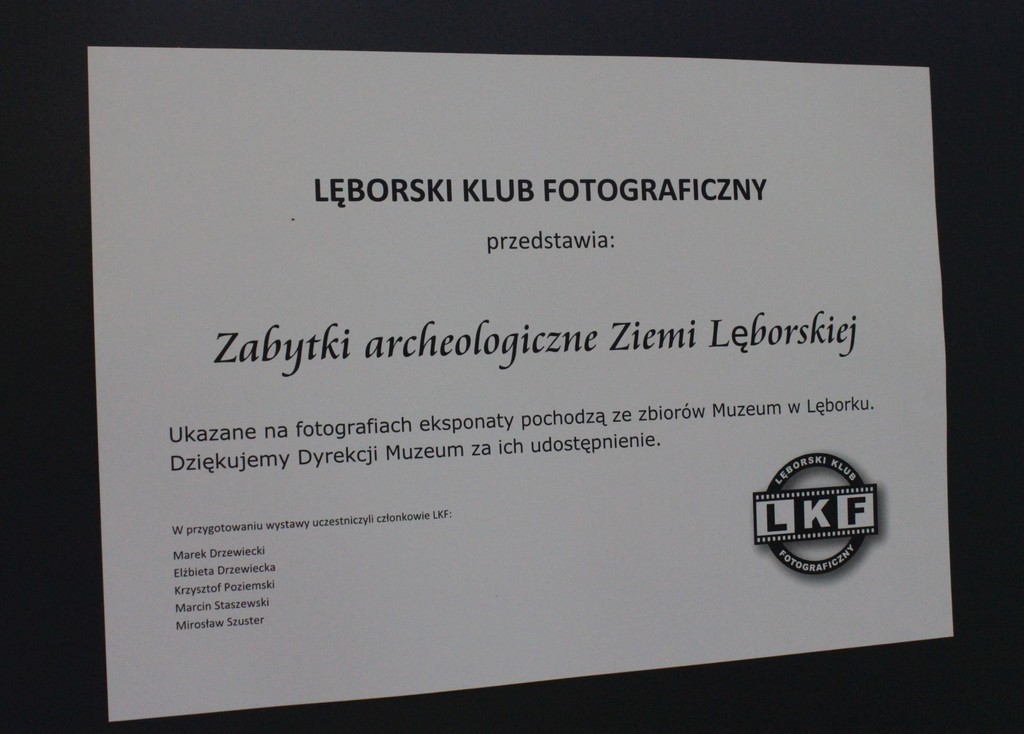 LĘBORSKI KLUB FOTOGRAFICZNY
przedstawia:
Zabytki archeologiczne Ziemi Lęborskiej
Ukazane na fotografiach eksponaty pochodzą ze zbiorów Muzeum w Lęborku.
Dziękujemy Dyrekcji Muzeum za ich udostępnienie.
W przygotowaniu wystawy uczestniczyli członkowie LKF:
Marek Drzewiecki
Elżbieta Drzewiecka
Krzysztof Poziemski
Marcin Staszewski
Mirosław Szuster
LĘBORSKI KLUB
LKF
FOTOGRAFICZNY